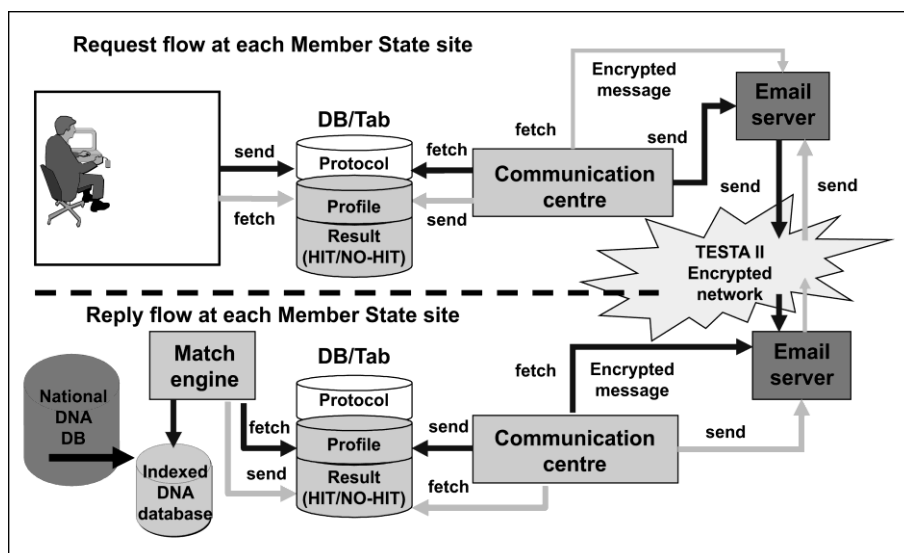 Request flow at each Member State site
Encrypted
message
Email
server
DB/Tab
fetch
send
Protocol
fetch
send
Communication
centre
fetch
Profile
send
send
send
Result
(HIT/NO-HIT)
TESTA II
Encrypted
network
Reply flow at each Member State site
Match
engine
DB/Tab
fetch
Encrypted
message
Email
server
National
DNA
DB
Protocol
fetch
Profile
send
Communication
centre
send
Indexed
DNA
database
send
Result
(HIT/NO-HIT)
fetch